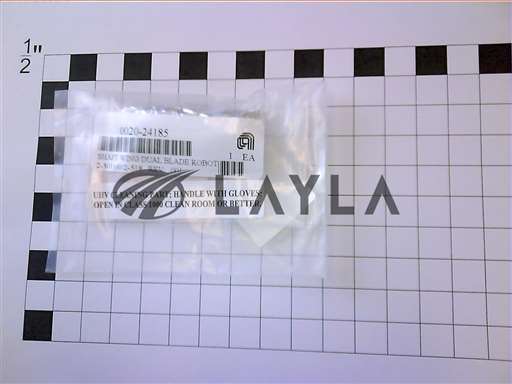 1"
2
0020-24185
SHAFT WING DUAL BLADE ROBOT
1 EA
UHV CLEANING PART; HANDLE WITH GLOVES;
OPEN IN CLASS 1000 CLEAN ROOM OR BETTER.
LAYLA